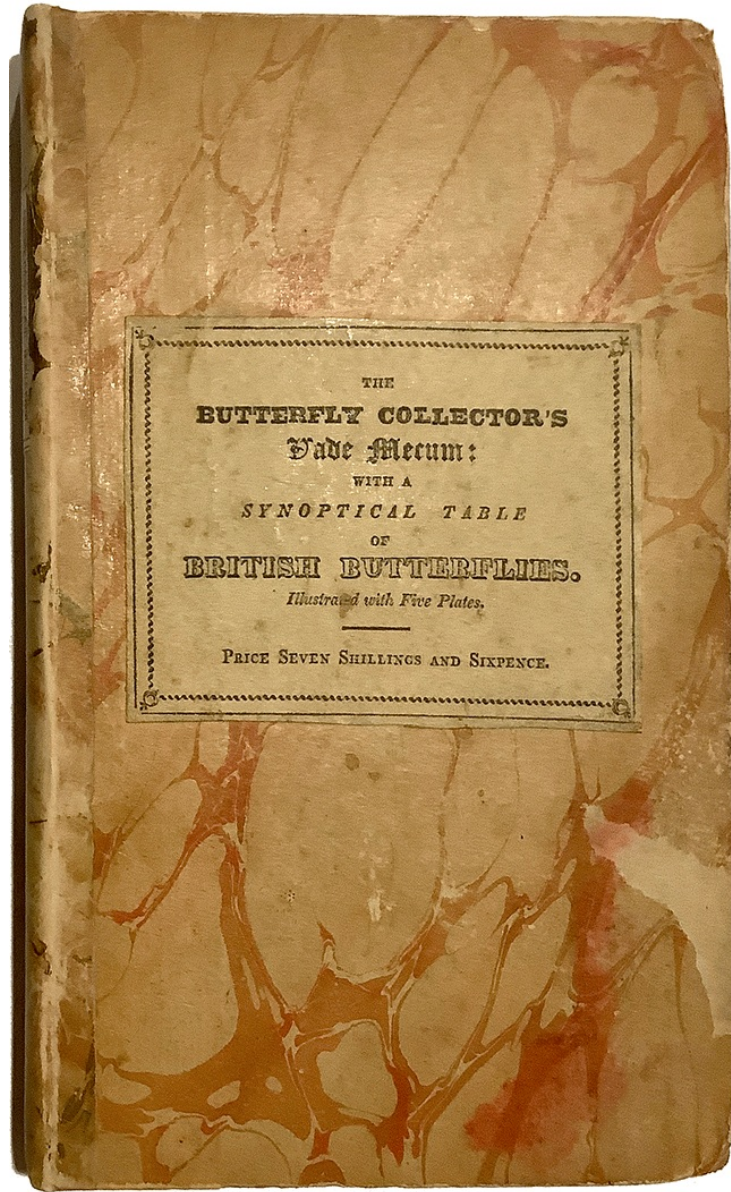 THE
BUTTERFLY COLLECTOR'S
Vade Mecum:
WITH A
SYNOPTICAL TABLE
OF
BRITISH BUTTERFLIES.
Illustrated with Five Plates.
PRICE SEVEN SHILLINGS AND SIXPENCE.